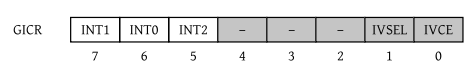 GICR INT1 INT0 INT2 – – – IVSEL IVCE
7 6 5 4 3 2 1 0